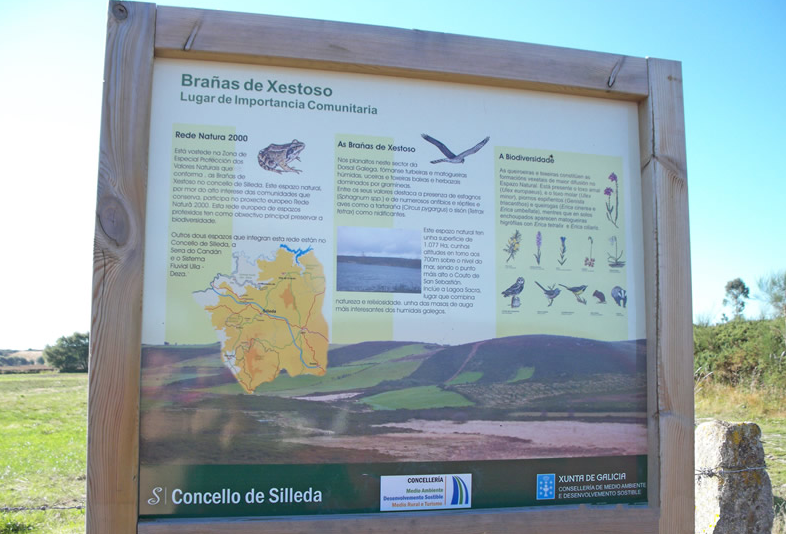 Brañas de Xestoso
Lugar de Importancia Comunitaria
Rede Natura 2000
Está vostede na Zona de
Especial Protección dos
Valores Naturais que
conforma , as Brañas de
Xestoso no concello de Silleda. Este espazo natural,
por mor do alto interese das comunidades que
conserva, participa no proxecto europeo Rede
Natura 2000. Esta rede europea de espazos
protexidos ten como obxectivo principal preservar a
biodiversidade.
Outros dous espazos que integran esta rede están no
Concello de Silleda, a
Serra do Candán
e o Sistema
Fluvial Ulla -
Deza.
Silleda
As Brañas de Xestoso
Nos planaltos neste sector da
Dorsal Galega, fórmanse turbeiras e matogueiras
húmidas, uceiras e toxeiras baixas e herbazais
dominados por gramíneas.
Entre os seus valores destaca a presenza de esfagnos
(Sphagnum spp.) e de numerosos anfibios e réptiles e
aves como a tartaraña (Circus pygargus) o sisón (Tetrax
tetrax) como nidificantes.
Este espazo natural ten
unha superficie de
1.077 Ha, cunhas
altitudes en torno aos
700m sobre o nivel do
mar, sendo o punto
máis alto o Couto de
San Sebastián.
Inclúe a Lagoa Sacra,
lugar que combina
natureza e relixiosidade, unha das masas de auga
máis interesantes das humidas galegos.
A Biodiversidade
As queiroeiras e toxeiras constitúen as
formacións vexetais de maior difusión no
Espazo Natural. Está presente o toxo arnal
(Ulex europaeus), e o toxo molar (Ulex
minor), piornos espiñentos (Genista
micrantha) e queirogas (Erica cinerea e
Erica umbellata), mentres que en solos
enchoupados aparecen matogueiras
higrófilas con Erica tetralix e Erica ciliaris.
S Concello de Silleda
CONCELLERÍA
Medio Ambiente
Desenvolvemento Sostible
Medio Rural e Turismo
XUNTA DE GALICIA
CONSELLERÍA DE MEDIO AMBIENTE
E DESENVOLVEMENTO SOSTIBLE